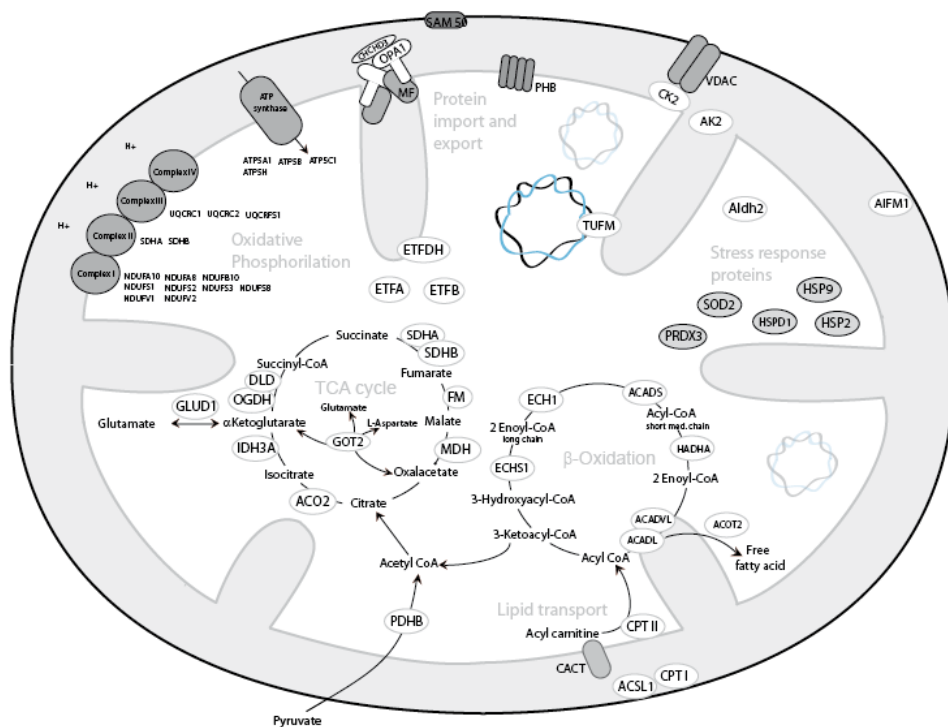 SAM 50
CHCHD3
OPA1
MF
PHB
VDAC
CK2
AK2
Protein
import and
export
ATP
synthase
ATP5A1 ATP5B ATP5C1
ATP5H
H+
H+
H+
Complex IV
Complex III
Complex II
Complex I
UQCRC1 UQCRC2 UQCRFS1
SDHA SDHB
NDUFA10 NDUFA8 NDUFB10
NDUFS1 NDUFS2 NDUFS3 NDUFS8
NDUFV1 NDUFV2
Oxidative
Phosphorilation
ETFDH
ETFA
ETFB
TUFM
Aldh2
AIFM1
Stress response
proteins
HSP9
SOD2
HSPD1
HSP2
PRDX3
Succinate
SDHA
SDHB
Succinyl-CoA
Fumarate
DLD
OGDH
TCA cycle
FM
GLUD1
Glutamate
αKetoglutarate
Glutamate
L-Aspartate
Malate
GOT2
MDH
IDH3A
Oxalacetate
Isocitrate
ACO2
Citrate
Acetyl CoA
PDHB
Pyruvate
ECH1
ACADS
2 Enoyl-CoA
long chain
Acyl-CoA
short med. chain
ECHS1
β-Oxidation
HADHA
2 Enoyl-CoA
3-Hydroxyacyl-CoA
3-Ketoacyl-CoA
ACADVL
ACADL
ACOT2
Acyl CoA
Free
fatty acid
Lipid transport
Acyl carnitine
CPT II
CACT
ACSL1
CPT I